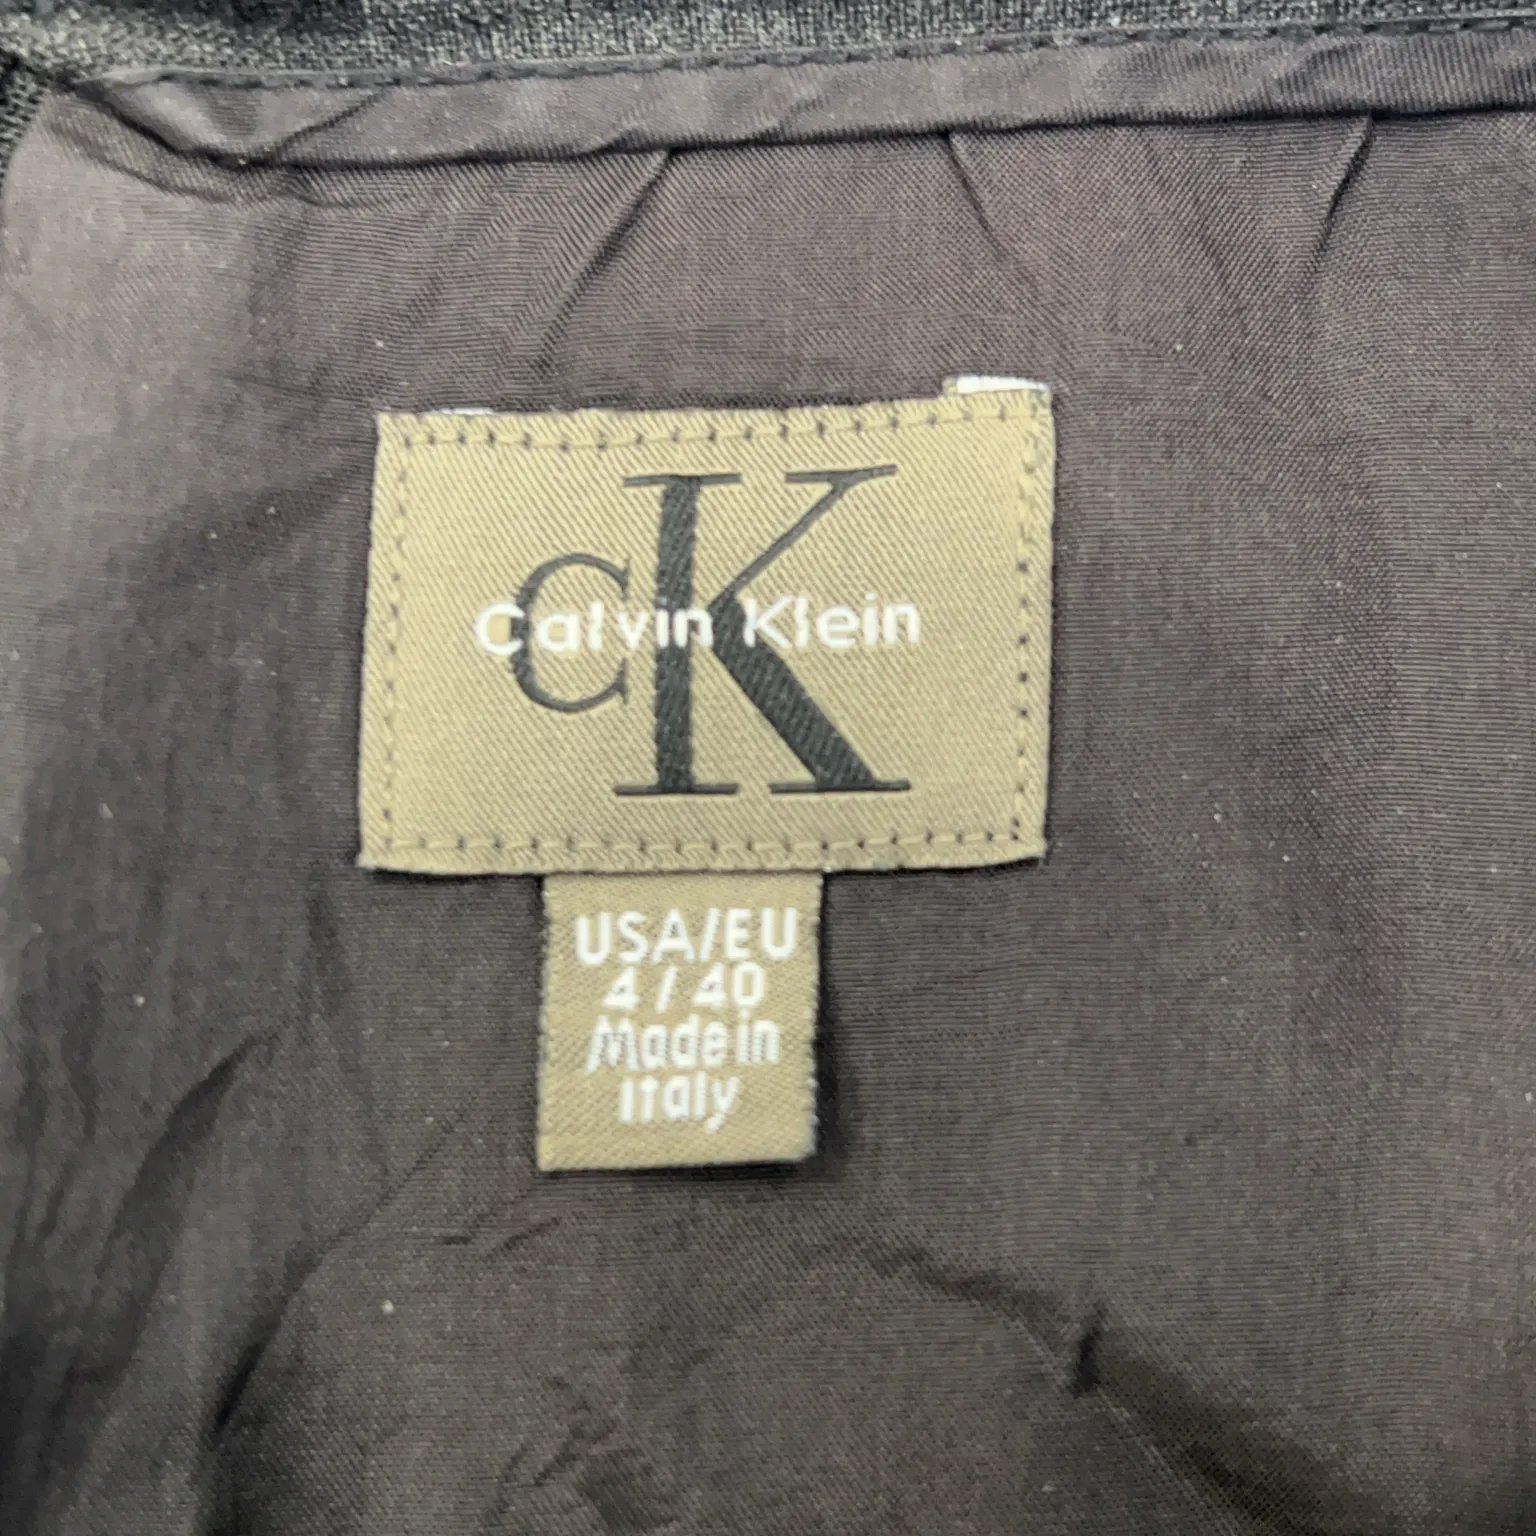 cK
Calvin Klein
USA/EU
4/40
Made in
Italy